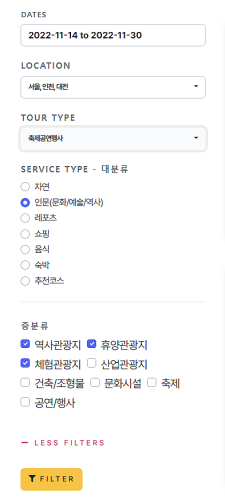 DATES
2022-11-14 to 2022-11-30
LOCATION
서울, 인천, 대전
TOUR TYPE
축제공연행사
SERVICE TYPE - 대분류
자연
인문(문화/예술/역사)
레포츠
쇼핑
음식
숙박
추천코스
중분류
역사관광지 휴양관광지
체험관광지 산업관광지
건축/조형물 문화시설 축제
공연/행사
— LESS FILTERS
FILTER